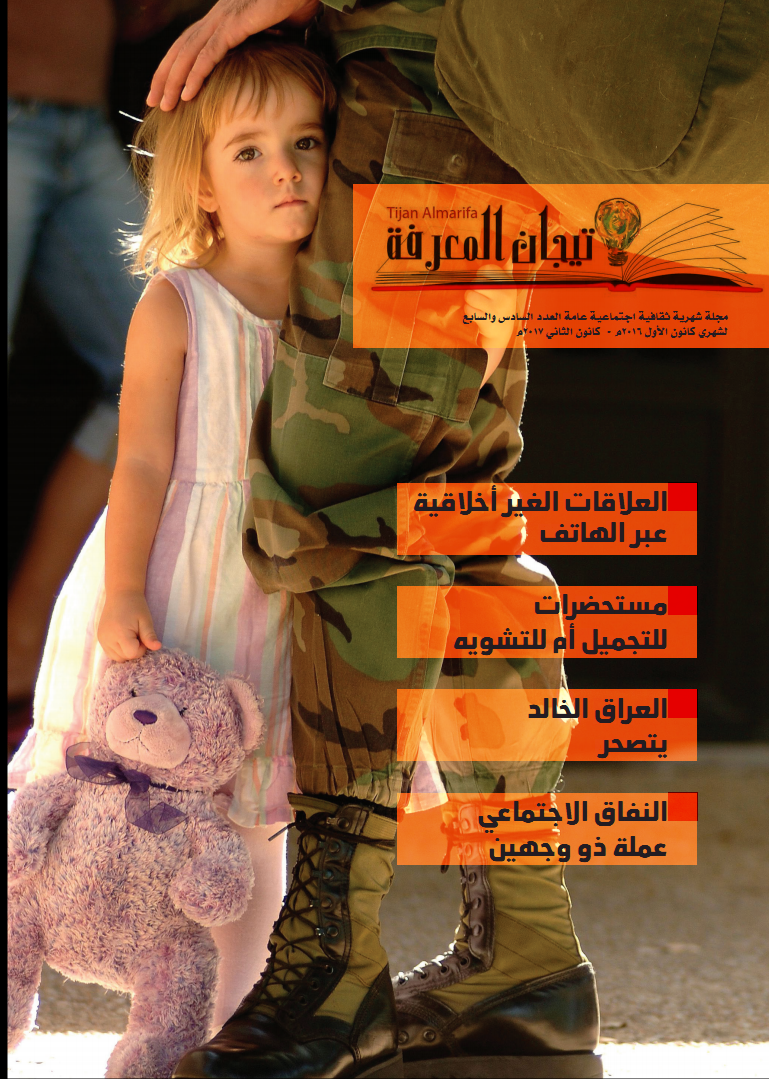 Tijan Almarifa
تيجان المعرفة
مجلة شهرية ثقافية اجتماعية عامة العدد السادس والسابع
لشهري كانون الأول ٢٠١٦م - كانون الثاني ٢٠١٧م
العلاقات الغير أخلاقية
عبر الهاتف
مستحضرات
للتجميل أم للتشويه
العراق الخالد
يتصحر
النفاق الاجتماعي
عملة ذو وجهين